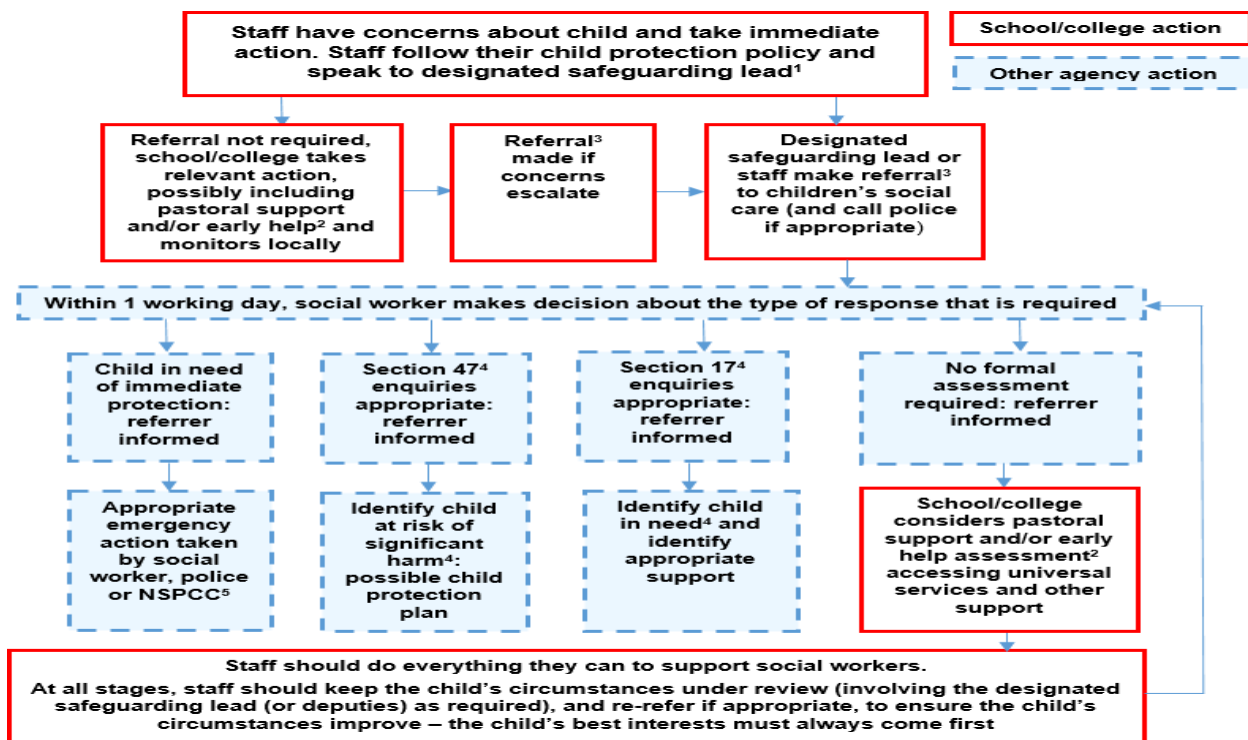 Staff have concerns about child and take immediate
action. Staff follow their child protection policy and
speak to designated safeguarding lead¹
School/college action
Other agency action
Referral not required,
school/college takes
relevant action,
possibly including
pastoral support
and/or early help² and
monitors locally
Referral³
made if
concerns
escalate
Designated
safeguarding lead or
staff make referral³
to children’s social
care (and call police
if appropriate)
Within 1 working day, social worker makes decision about the type of response that is required
Child in need
of immediate
protection:
referrer
informed
Section 47⁴
enquiries
appropriate:
referrer
informed
Section 17⁴
enquiries
appropriate:
referrer
informed
No formal
assessment
required: referrer
informed
Appropriate
emergency
action taken
by social
worker, police
or NSPCC⁵
Identify child
at risk of
significant
harm⁴:
possible child
protection
plan
Identify child
in need⁴ and
identify
appropriate
support
School/college
considers pastoral
support and/or early
help assessment²
accessing universal
services and other
support
Staff should do everything they can to support social workers.
At all stages, staff should keep the child’s circumstances under review (involving the designated
safeguarding lead (or deputies) as required), and re-refer if appropriate, to ensure the child’s
circumstances improve – the child’s best interests must always come first